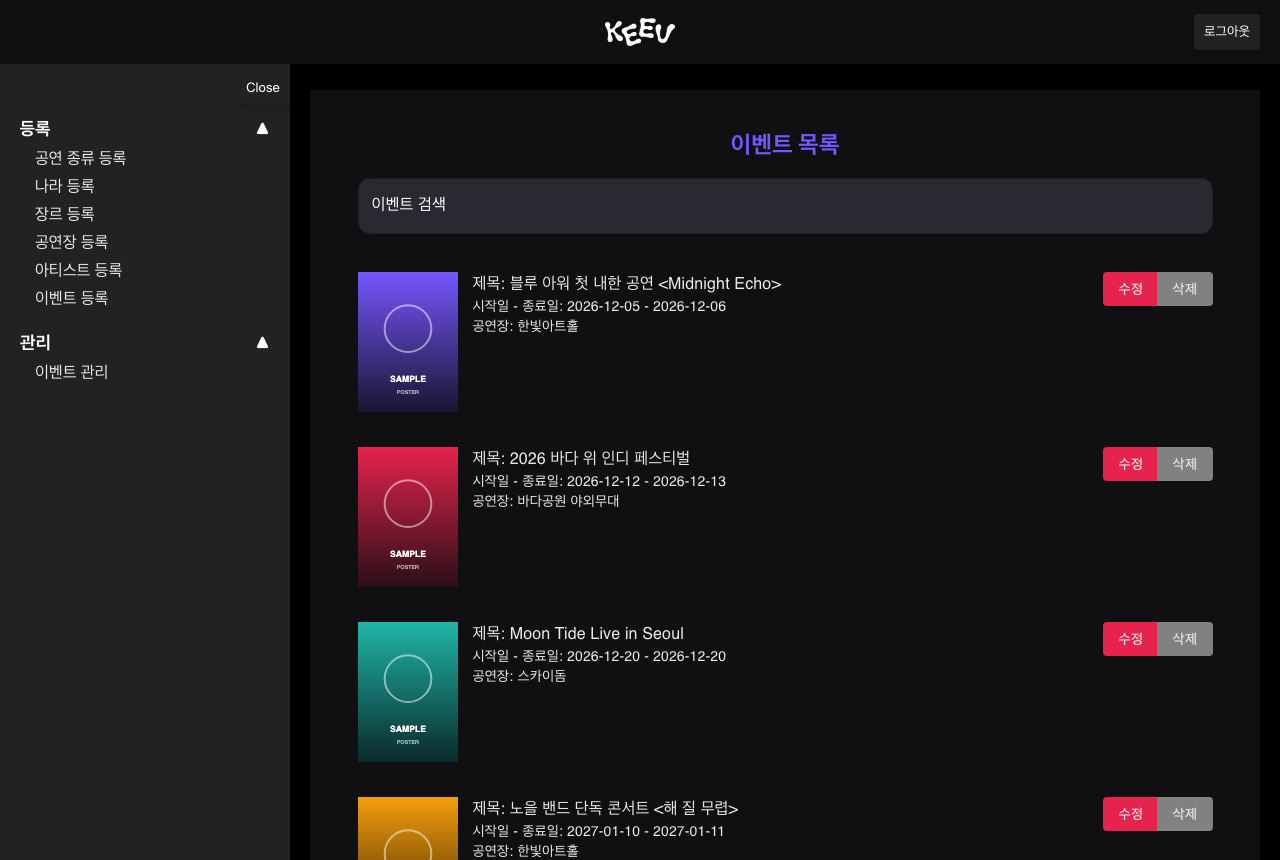 KEEV
로그아웃
Close
등록
공연 종류 등록
나라 등록
장르 등록
공연장 등록
아티스트 등록
이벤트 등록
관리
이벤트 관리
이벤트 목록
이벤트 검색
SAMPLE
POSTER
제목: 블루 아워 첫 내한 공연 <Midnight Echo>
시작일 - 종료일: 2026-12-05 - 2026-12-06
공연장: 한빛아트홀
수정 삭제
SAMPLE
POSTER
제목: 2026 바다 위 인디 페스티벌
시작일 - 종료일: 2026-12-12 - 2026-12-13
공연장: 바다공원 야외무대
수정 삭제
SAMPLE
POSTER
제목: Moon Tide Live in Seoul
시작일 - 종료일: 2026-12-20 - 2026-12-20
공연장: 스카이돔
수정 삭제
제목: 노을 밴드 단독 콘서트 <해 질 무렵>
시작일 - 종료일: 2027-01-10 - 2027-01-11
공연장: 한빛아트홀
수정 삭제